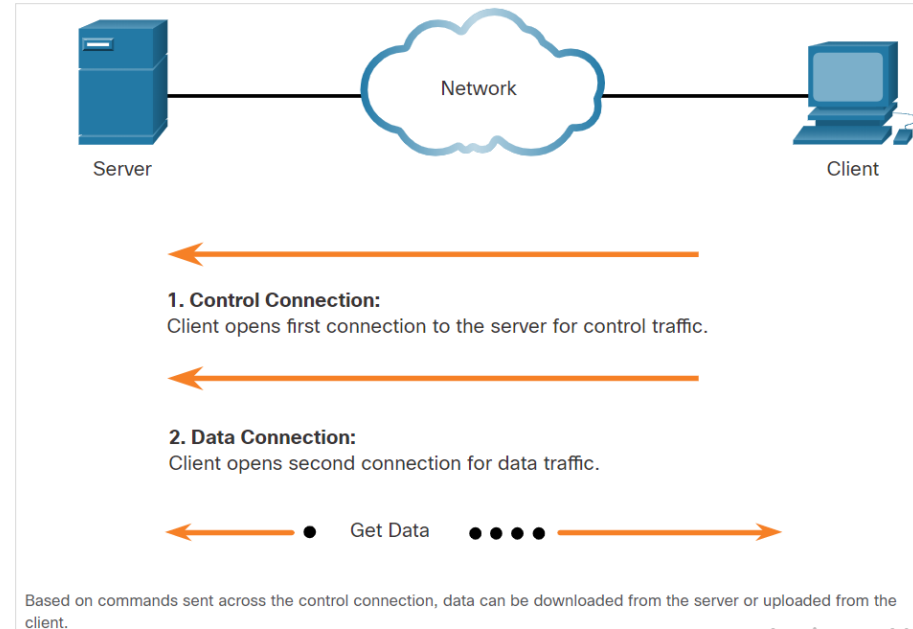 Network
Server
Client
1. Control Connection:
Client opens first connection to the server for control traffic.
2. Data Connection:
Client opens second connection for data traffic.
Get Data
Based on commands sent across the control connection, data can be downloaded from the server or uploaded from the
client.